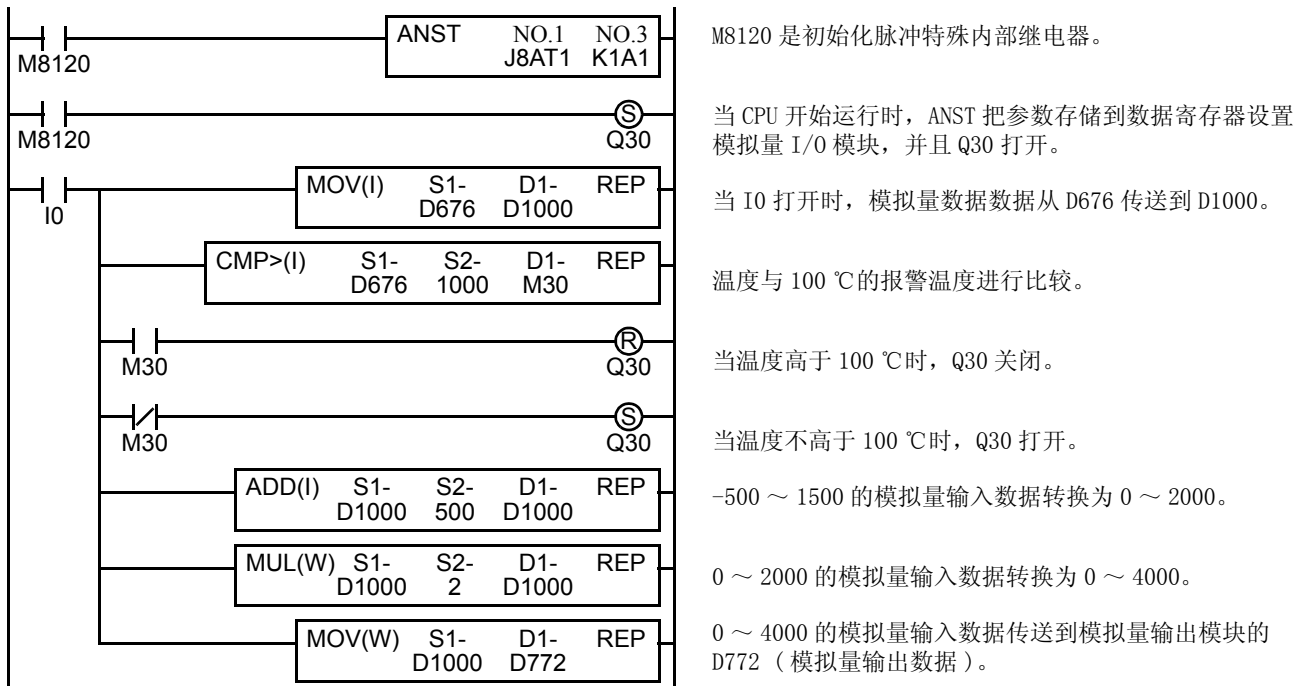 ANST NO.1 NO.3
J8AT1 K1A1
M8120
M8120 是初始化脉冲特殊内部继电器。
S
M8120 Q30
当 CPU 开始运行时，ANST 把参数存储到数据寄存器设置
模拟量 I/O 模块，并且 Q30 打开。
MOV(I) S1- D1- REP
D676 D1000
I0
当 I0 打开时，模拟量数据数据从 D676 传送到 D1000。
CMP>(I) S1- S2- D1- REP
D676 1000 M30
温度与 100 ℃的报警温度进行比较。
R
M30 Q30
当温度高于 100 ℃时，Q30 关闭。
S
M30 Q30
当温度不高于 100 ℃时，Q30 打开。
ADD(I) S1- S2- D1- REP
D1000 500 D1000
-500 ～ 1500 的模拟量输入数据转换为 0 ～ 2000。
MUL(W) S1- S2- D1- REP
D1000 2 D1000
0 ～ 2000 的模拟量输入数据转换为 0 ～ 4000。
MOV(W) S1- D1- REP
D1000 D772
0 ～ 4000 的模拟量输入数据传送到模拟量输出模块的
D772 ( 模拟量输出数据 )。